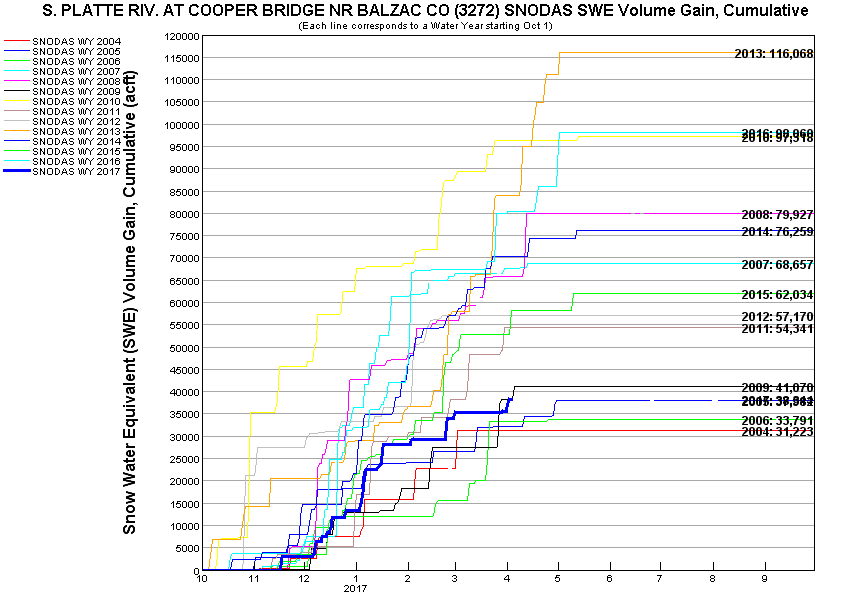 S. PLATTE RIV. AT COOPER BRIDGE NR BALZAC CO (3272) SNODAS SWE Volume Gain, Cumulative
(Each line corresponds to a Water Year starting Oct 1)
SNODAS WY 2004
SNODAS WY 2005
SNODAS WY 2006
SNODAS WY 2007
SNODAS WY 2008
SNODAS WY 2009
SNODAS WY 2010
SNODAS WY 2011
SNODAS WY 2012
SNODAS WY 2013
SNODAS WY 2014
SNODAS WY 2015
SNODAS WY 2016
SNODAS WY 2017
Snow Water Equivalent (SWE) Volume Gain, Cumulative (acft)
120000
115000
110000
105000
100000
95000
90000
85000
80000
75000
70000
65000
60000
55000
50000
45000
40000
35000
30000
25000
20000
15000
10000
5000
0
2013: 116,068
2008: 79,927
2014: 76,259
2007: 68,657
2015: 62,034
2012: 57,170
2011: 54,341
2009: 41,070
2006: 33,791
2004: 31,223
10 11 12 1 2 3 4 5 6 7 8 9
2017